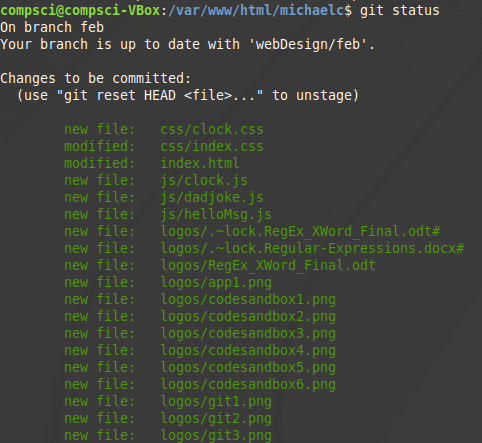 compsci@compsci-VBox:/var/www/html/michaelc$ git status
On branch feb
Your branch is up to date with 'webDesign/feb'.

Changes to be committed:
  (use "git reset HEAD <file>..." to unstage)

        new file:   css/clock.css
        modified:   css/index.css
        modified:   index.html
        new file:   js/clock.js
        new file:   js/dadjoke.js
        new file:   js/helloMsg.js
        new file:   logos/.~lock.RegEx_XWord_Final.odt#
        new file:   logos/.~lock.Regular-Expressions.docx#
        new file:   logos/RegEx_XWord_Final.odt
        new file:   logos/app1.png
        new file:   logos/codesandbox1.png
        new file:   logos/codesandbox2.png
        new file:   logos/codesandbox3.png
        new file:   logos/codesandbox4.png
        new file:   logos/codesandbox5.png
        new file:   logos/codesandbox6.png
        new file:   logos/git1.png
        new file:   logos/git2.png
        new file:   logos/git3.png